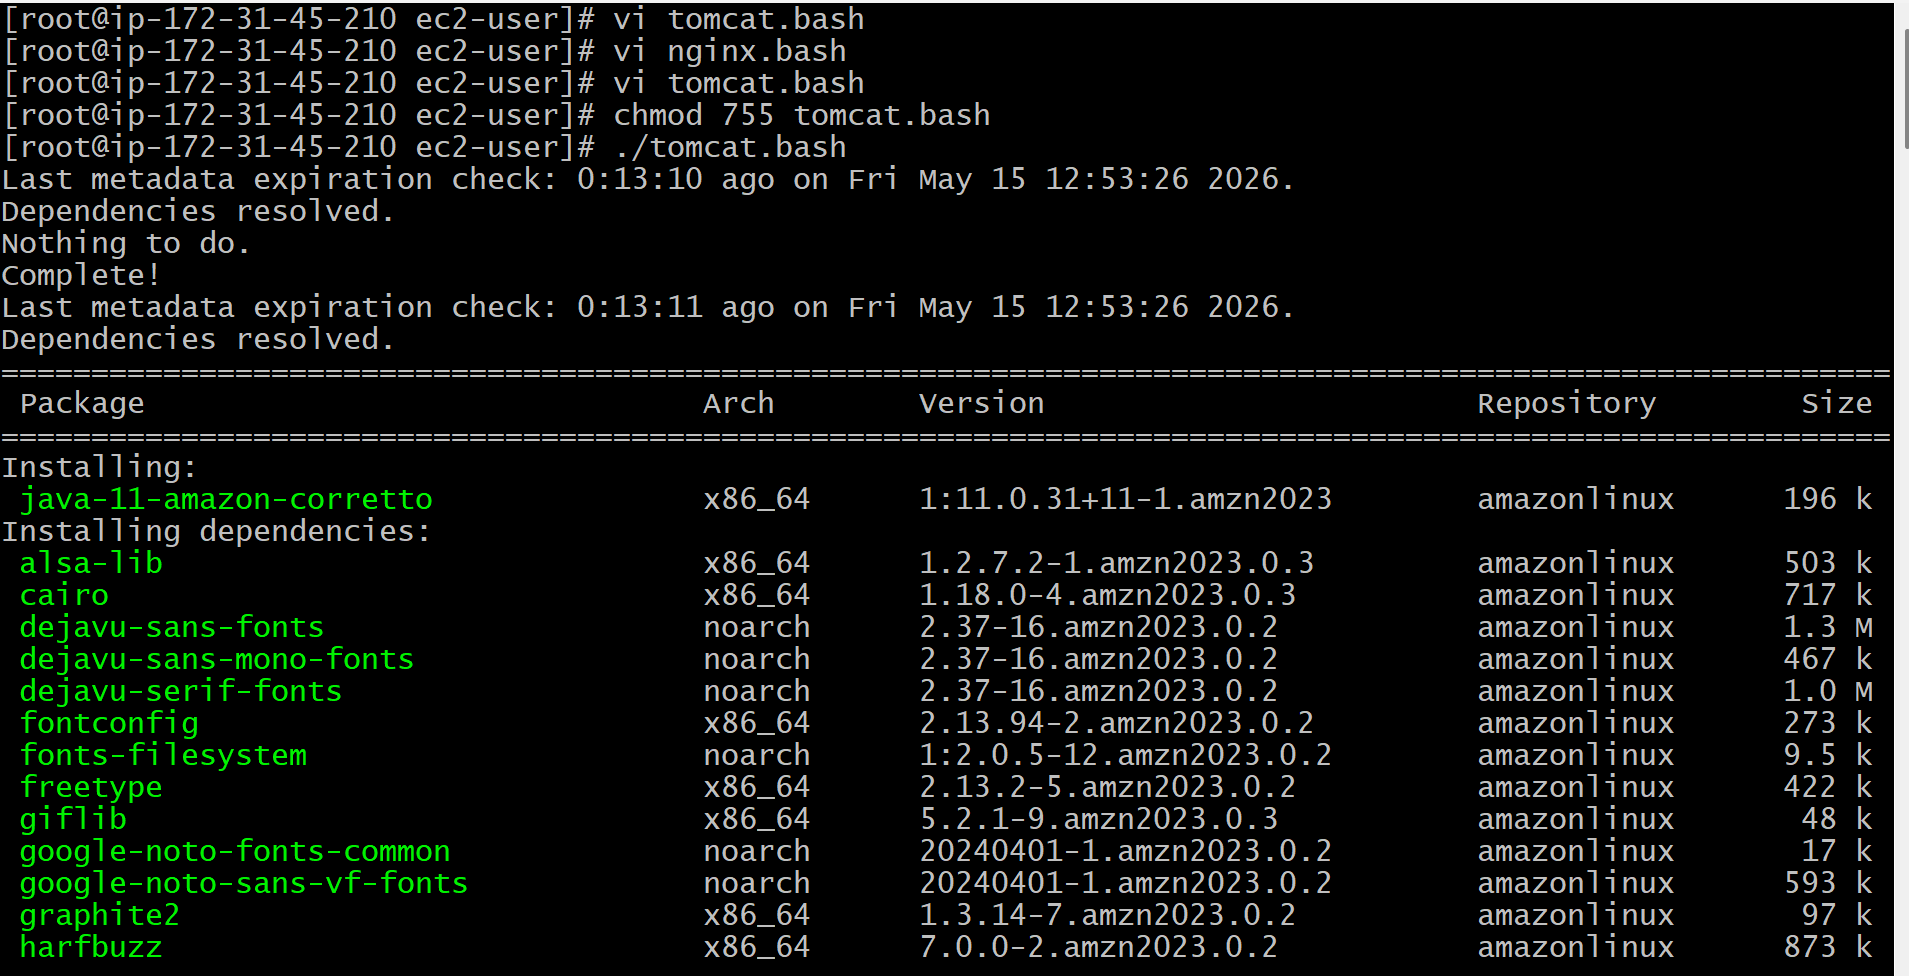 [root@ip-172-31-45-210 ec2-user]# vi tomcat.bash
[root@ip-172-31-45-210 ec2-user]# vi nginx.bash
[root@ip-172-31-45-210 ec2-user]# vi tomcat.bash
[root@ip-172-31-45-210 ec2-user]# chmod 755 tomcat.bash
[root@ip-172-31-45-210 ec2-user]# ./tomcat.bash
Last metadata expiration check: 0:13:10 ago on Fri May 15 12:53:26 2026.
Dependencies resolved.
Nothing to do.
Complete!
Last metadata expiration check: 0:13:11 ago on Fri May 15 12:53:26 2026.
Dependencies resolved.
=========================================================================================================
 Package                               Arch        Version                        Repository        Size
=========================================================================================================
Installing:
 java-11-amazon-corretto               x86_64      1:11.0.31+11-1.amzn2023        amazonlinux      196 k
Installing dependencies:
 alsa-lib                              x86_64      1.2.7.2-1.amzn2023.0.3         amazonlinux      503 k
 cairo                                 x86_64      1.18.0-4.amzn2023.0.3          amazonlinux      717 k
 dejavu-sans-fonts                     noarch      2.37-16.amzn2023.0.2           amazonlinux      1.3 M
 dejavu-sans-mono-fonts                noarch      2.37-16.amzn2023.0.2           amazonlinux      467 k
 dejavu-serif-fonts                    noarch      2.37-16.amzn2023.0.2           amazonlinux      1.0 M
 fontconfig                            x86_64      2.13.94-2.amzn2023.0.2         amazonlinux      273 k
 fonts-filesystem                      noarch      1:2.0.5-12.amzn2023.0.2        amazonlinux      9.5 k
 freetype                              x86_64      2.13.2-5.amzn2023.0.2          amazonlinux      422 k
 giflib                                x86_64      5.2.1-9.amzn2023.0.3           amazonlinux       48 k
 google-noto-fonts-common              noarch      20240401-1.amzn2023.0.2        amazonlinux       17 k
 google-noto-sans-vf-fonts             noarch      20240401-1.amzn2023.0.2        amazonlinux      593 k
 graphite2                             x86_64      1.3.14-7.amzn2023.0.2          amazonlinux       97 k
 harfbuzz                              x86_64      7.0.0-2.amzn2023.0.2           amazonlinux      873 k